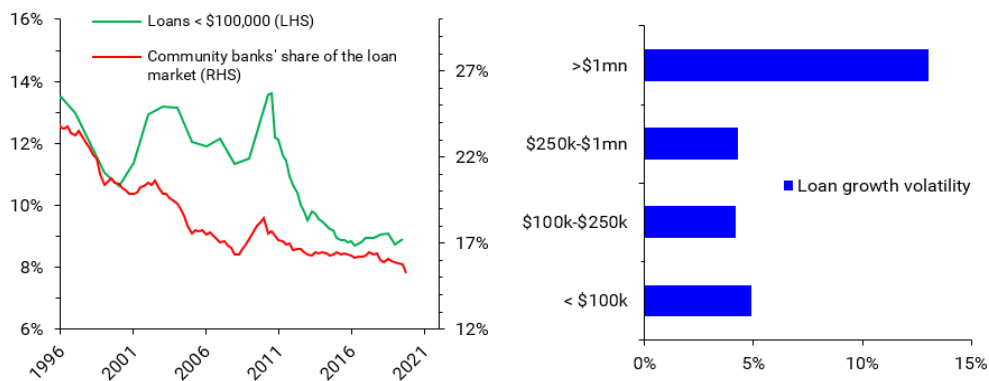 16%
14%
12%
10%
8%
6%
Loans < $100,000 (LHS)
Community banks' share of the loan
market (RHS)
27%
22%
17%
12%
1996
2001
2006
2011
2016
2021
>$1mn
$250k-$1mn
$100k-$250k
< $100k
Loan growth volatility
0%
5%
10%
15%